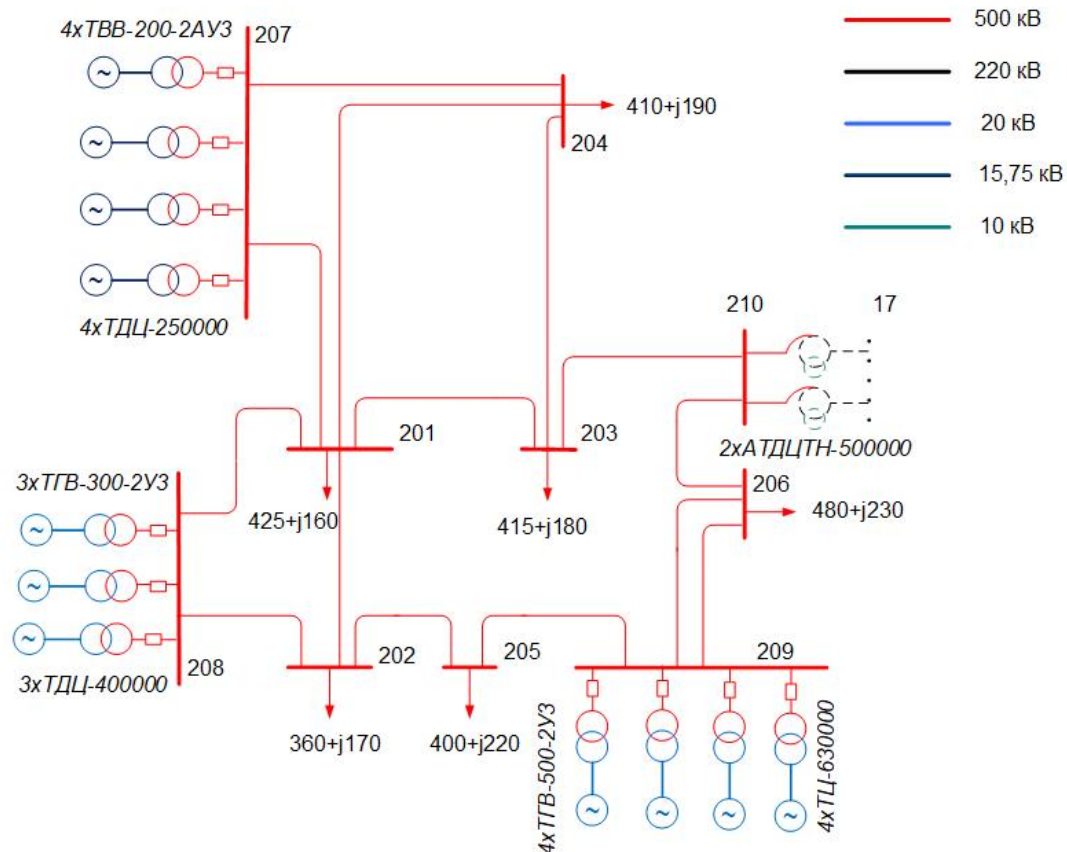 4хТВВ-200-2АУ3
207
500 кВ
220 кВ
20 кВ
15,75 кВ
10 кВ
410+j190
204
4хТДЦ-250000
210
17
201
203
2хАТДЦТН-500000
3хТГВ-300-2У3
206
425+j160
415+j180
480+j230
3хТДЦ-400000
208
202
205
209
360+j170
400+j220
4хТГВ-500-2У3
4хТЦ-630000